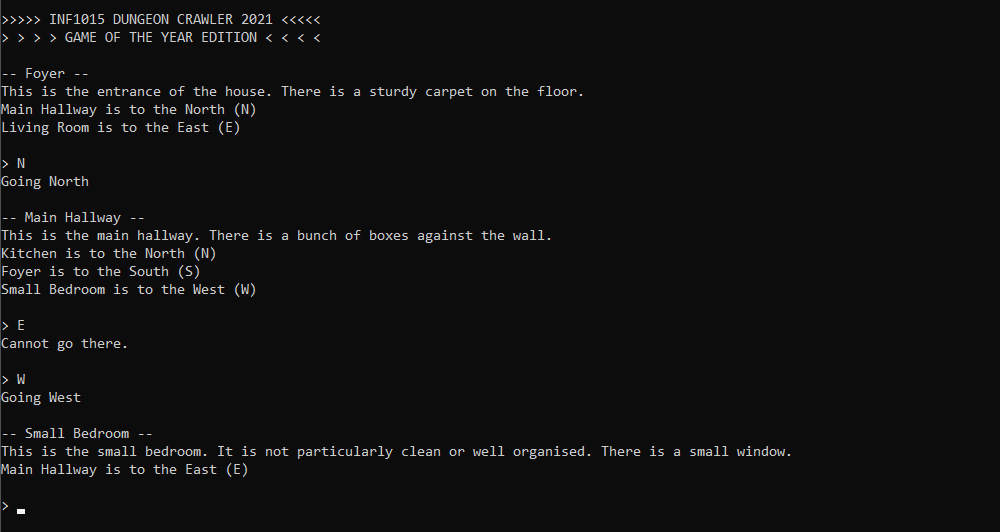 >>>>> INF1015 DUNGEON CRAWLER 2021 <<<<<
> > > > GAME OF THE YEAR EDITION < < < <
-- Foyer --
This is the entrance of the house. There is a sturdy carpet on the floor.
Main Hallway is to the North (N)
Living Room is to the East (E)
> N
Going North
-- Main Hallway --
This is the main hallway. There is a bunch of boxes against the wall.
Kitchen is to the North (N)
Foyer is to the South (S)
Small Bedroom is to the West (W)
> E
Cannot go there.
> W
Going West
-- Small Bedroom --
This is the small bedroom. It is not particularly clean or well organised. There is a small window.
Main Hallway is to the East (E)
>